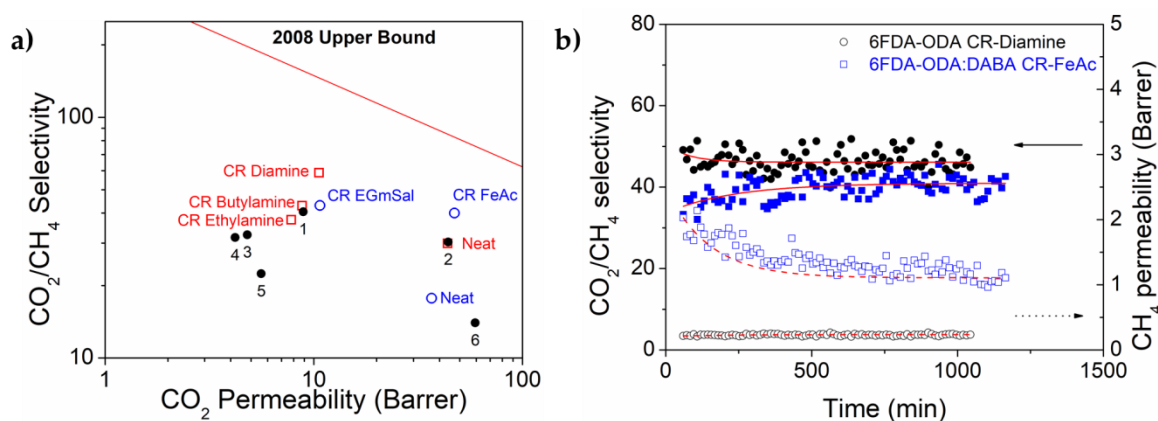 a)
2008 Upper Bound
100
10
CO₂/CH₄ Selectivity
CR Diamine
CR Butylamine
CR EGmSal
CR FeAc
CR Ethylamine
1
2
Neat
4
3
5
Neat
6
1
10
100
CO₂ Permeability (Barrer)
b)
6FDA-ODA CR-Diamine
6FDA-ODA:DABA CR-FeAc
80
60
40
20
0
CO₂/CH₄ selectivity
5
4
3
2
1
0
CH₄ permeability (Barrer)
0
500
1000
1500
Time (min)